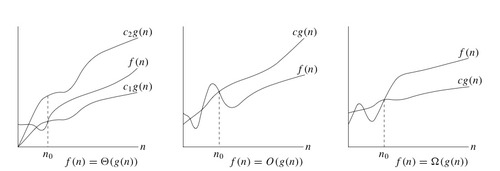 c₂g(n)
f(n)
c₁g(n)
n
n₀
f(n) = Θ(g(n))
cg(n)
f(n)
n
n₀
f(n) = O(g(n))
f(n)
cg(n)
n
n₀
f(n) = Ω(g(n))